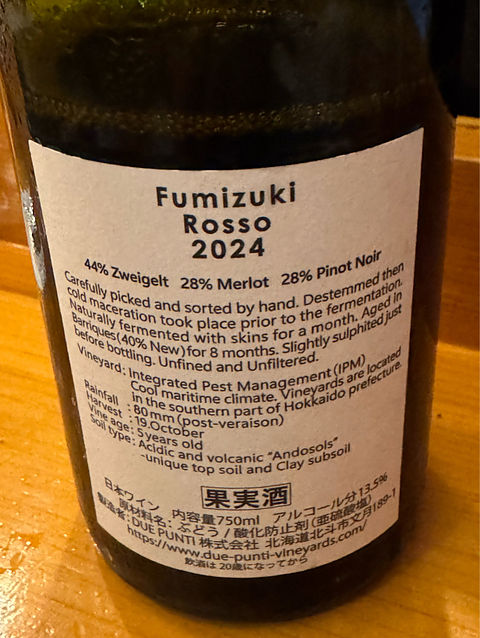 Fumizuki
Rosso
2024
44% Zweigelt 28% Merlot 28% Pinot Noir
Carefully picked and sorted by hand. Destemmed then
cold maceration took place prior to the fermentation.
Naturally fermented with skins for a month. Aged in
Barriques(40% New) for 8 months. Slightly sulphited just
before bottling. Unfined and Unfiltered.
Vineyard: Integrated Pest Management (IPM)
Cool maritime climate. Vineyards are located
in the southern part of Hokkaido prefecture.
Rainfall : 80mm (post-veraison)
Harvest : 19.October
Vine age: 5 years old
Soil type: Acidic and volcanic "Andosols"
-unique top soil and Clay subsoil
日本ワイン 果実酒
内容量750ml アルコール分13.5%
原材料名: ぶどう / 酸化防止剤 (亜硫酸塩)
製造者: DUE PUNTI 株式会社 北海道北斗市文月189-1
https://www.due-punti-vineyards.com/
飲酒は20歳になってから